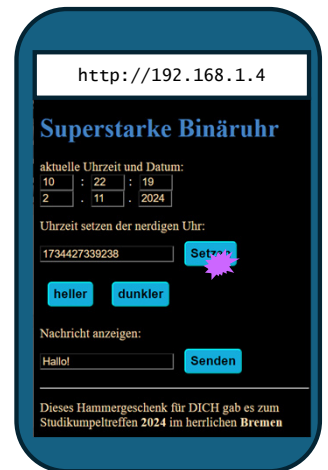 http://192.168.1.4
Superstarke Binäruhr
aktuelle Uhrzeit und Datum:
10 : 22 : 19
2 . 11 . 2024
Uhrzeit setzen der nerdigen Uhr:
1734427339238 Setzen
heller dunkler
Nachricht anzeigen:
Hallo! Senden
Dieses Hammergeschenk für DICH gab es zum
Studikumpeltreffen 2024 im herrlichen Bremen